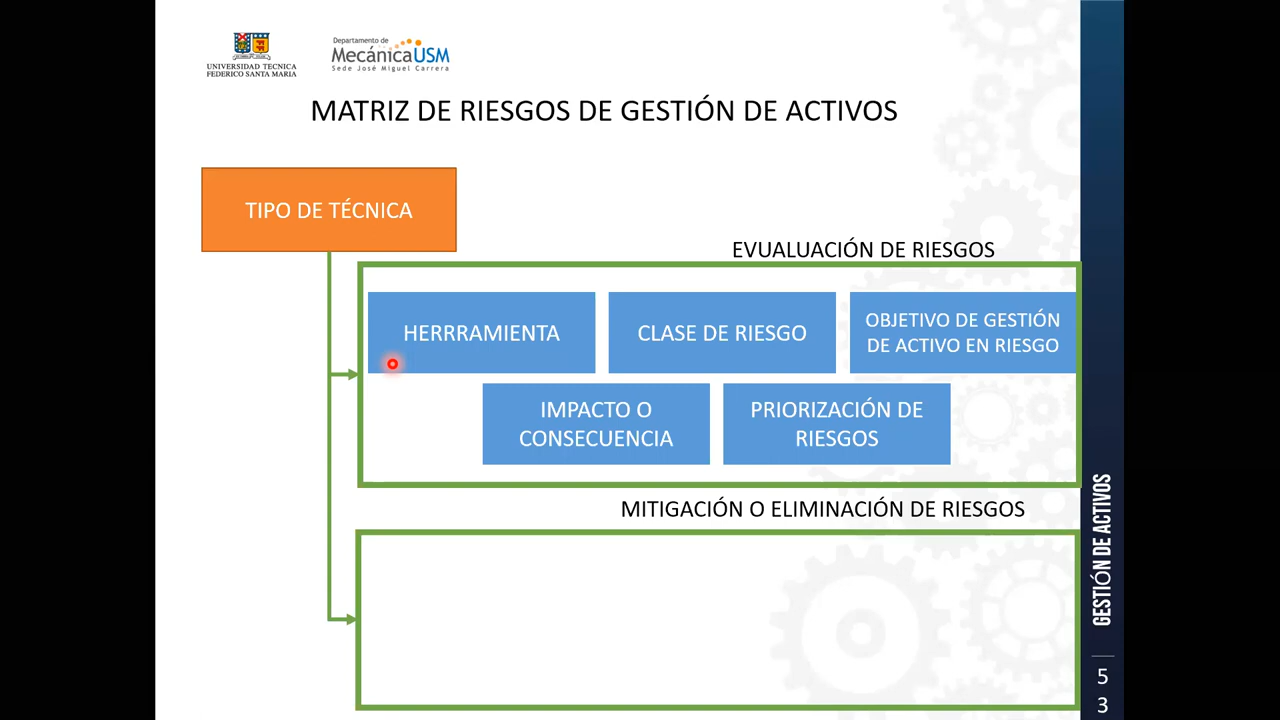 UNIVERSIDAD TECNICA
FEDERICO SANTA MARIA
Departamento de
MecánicaUSM
Sede José Miguel Carrera
MATRIZ DE RIESGOS DE GESTIÓN DE ACTIVOS
TIPO DE TÉCNICA
EVUALUACIÓN DE RIESGOS
HERRRAMIENTA
CLASE DE RIESGO
OBJETIVO DE GESTIÓN
DE ACTIVO EN RIESGO
IMPACTO O
CONSECUENCIA
PRIORIZACIÓN DE
RIESGOS
MITIGACIÓN O ELIMINACIÓN DE RIESGOS
GESTIÓN DE ACTIVOS
5
3